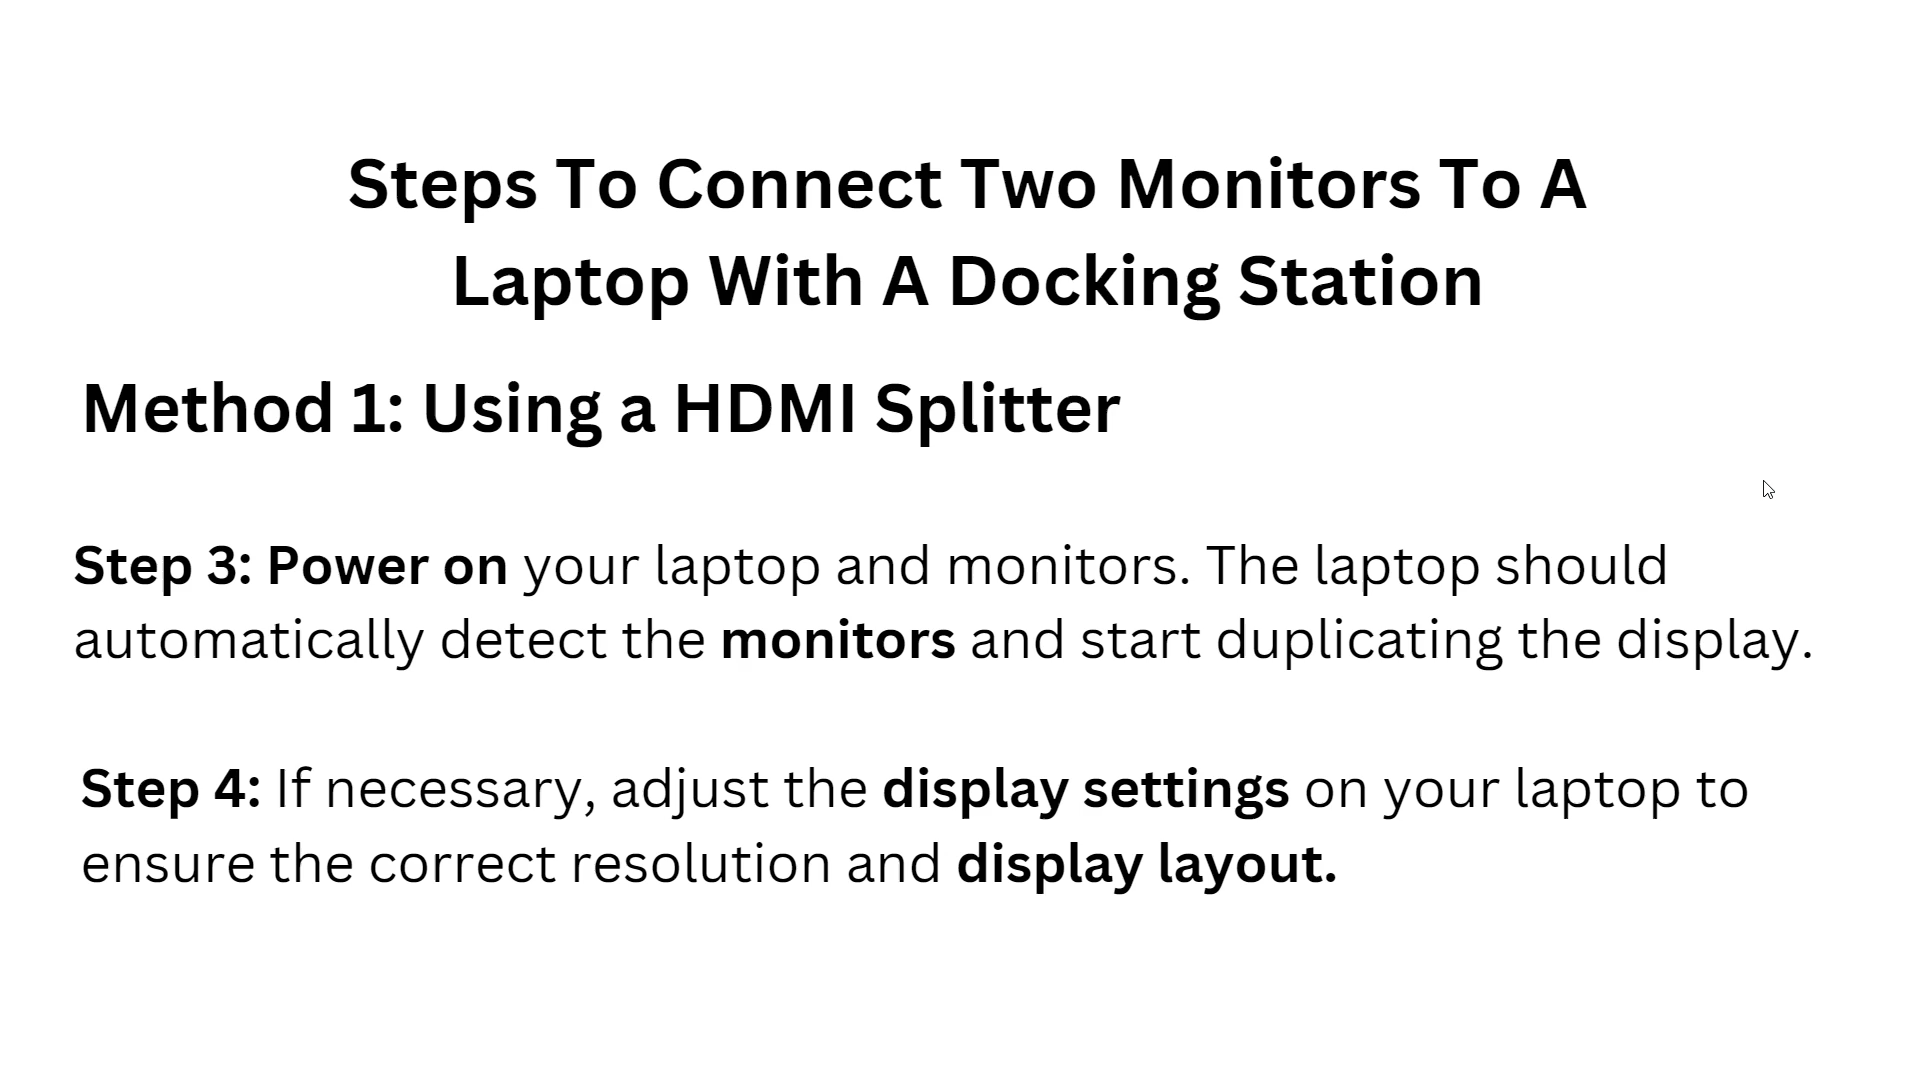 Steps To Connect Two Monitors To A
Laptop With A Docking Station
Method 1: Using a HDMI Splitter
Step 3: Power on your laptop and monitors. The laptop should
automatically detect the monitors and start duplicating the display.
Step 4: If necessary, adjust the display settings on your laptop to
ensure the correct resolution and display layout.